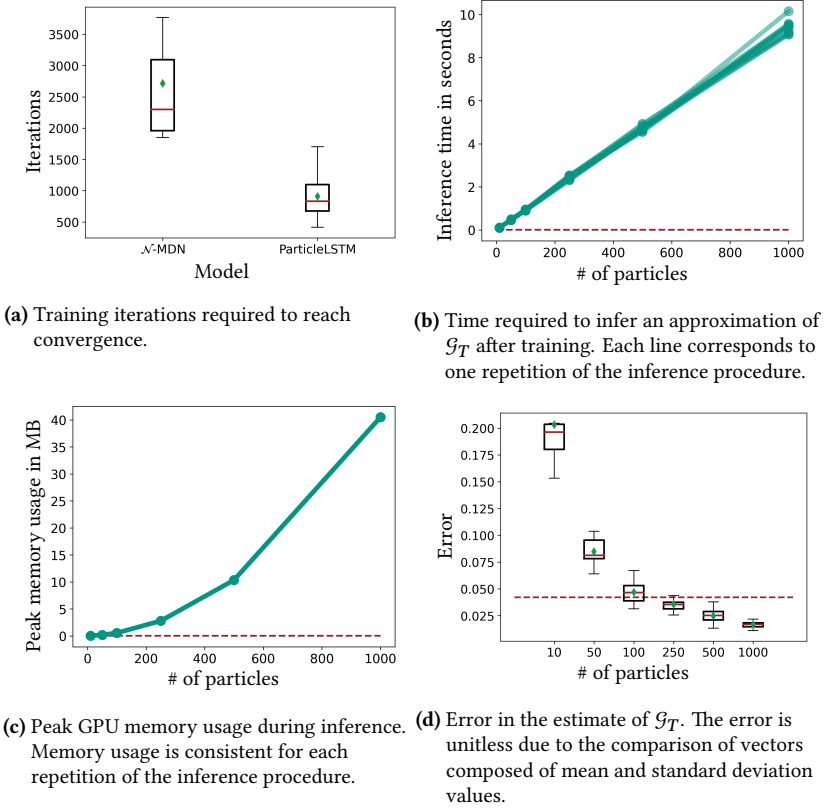 3500
3000
2500
2000
1500
1000
500
Iterations
𝒩-MDN
ParticleLSTM
Model
(a) Training iterations required to reach
convergence.
10
8
6
4
2
0
Inference time in seconds
0
200
400
600
800
1000
# of particles
(b) Time required to infer an approximation of
𝒢T after training. Each line corresponds to
one repetition of the inference procedure.
40
35
30
25
20
15
10
5
0
Peak memory usage in MB
0
200
400
600
800
1000
# of particles
(c) Peak GPU memory usage during inference.
Memory usage is consistent for each
repetition of the inference procedure.
0.200
0.175
0.150
0.125
0.100
0.075
0.050
0.025
Error
10
50
100
250
500
1000
# of particles
(d) Error in the estimate of 𝒢T. The error is
unitless due to the comparison of vectors
composed of mean and standard deviation
values.